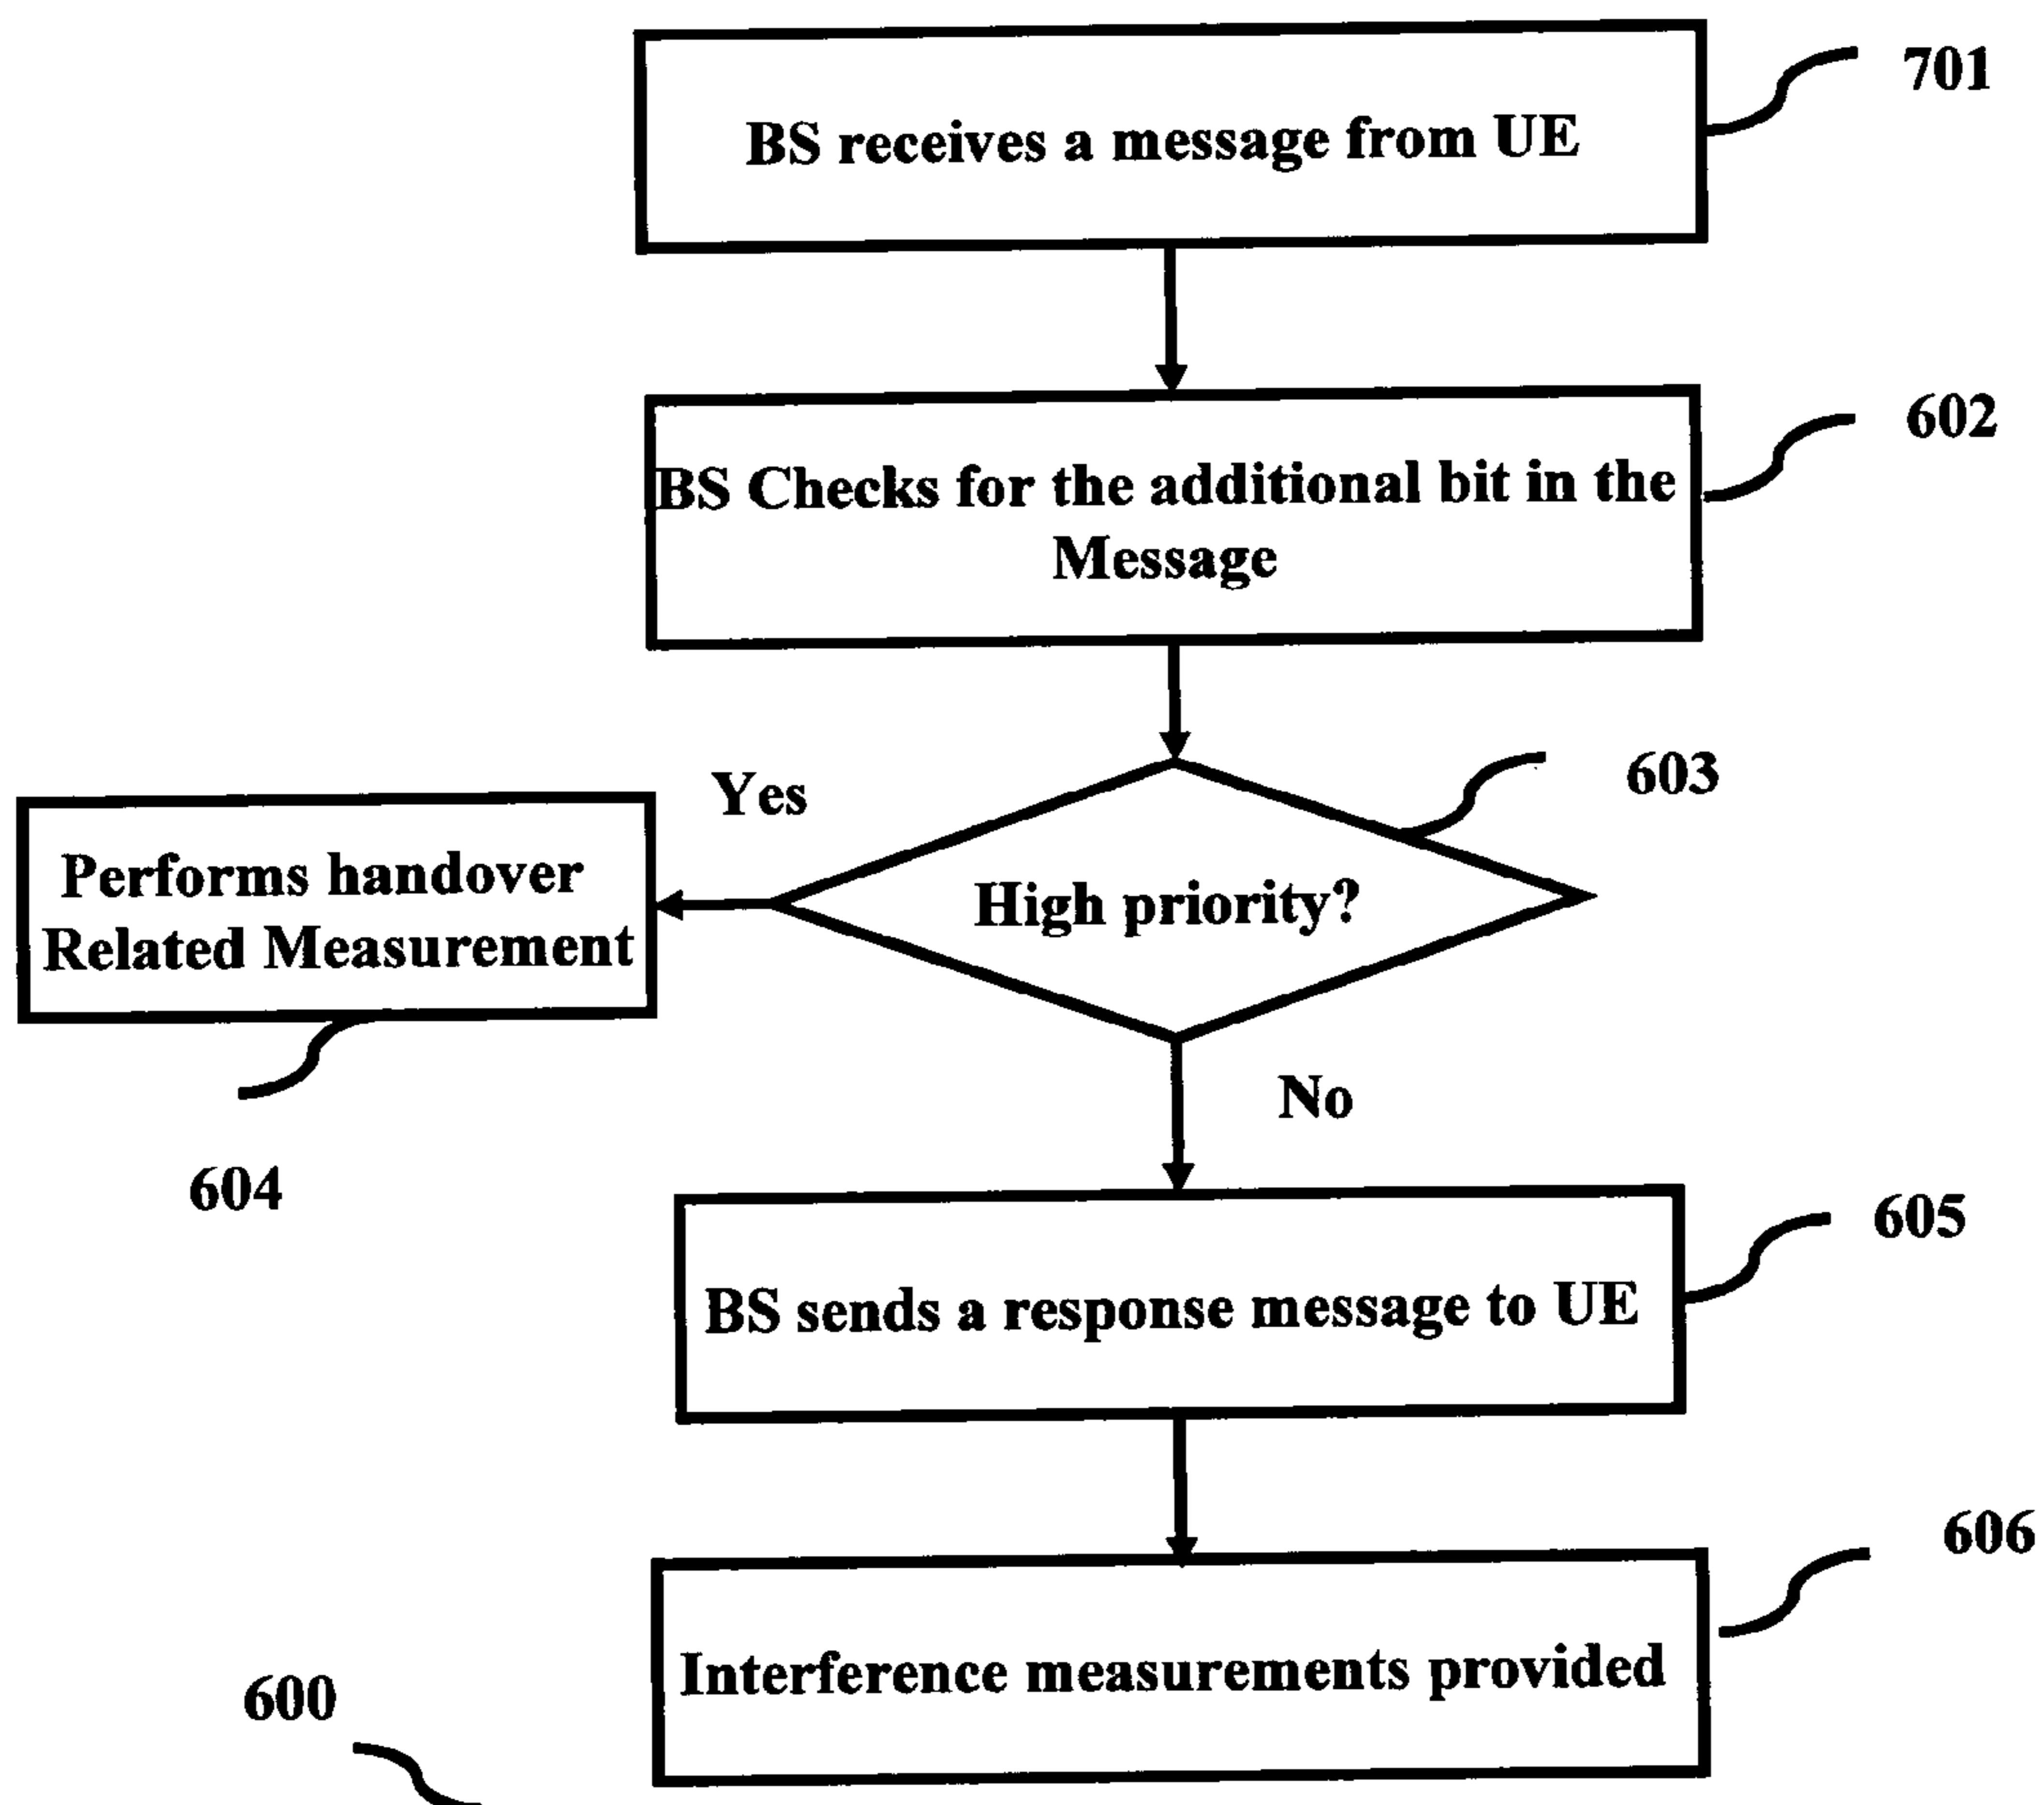 BS receives a message from UE
701
BS Checks for the additional bit in the
Message
602
Yes
603
High priority?
Performs handover
Related Measurement
604
No
605
BS sends a response message to UE
606
Interference measurements provided
600